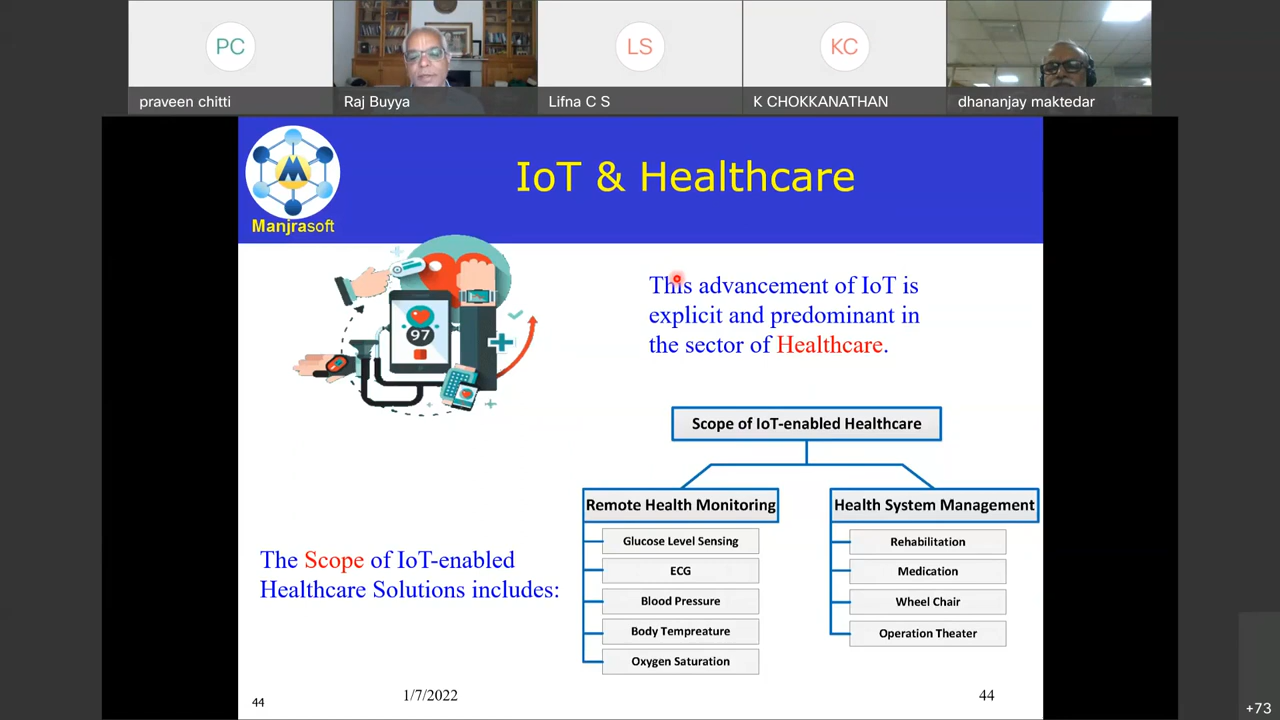 PC
LS
KC
praveen chitti
Raj Buyya
Lifna C S
K CHOKKANATHAN
dhananjay maktedar
M
Manjrasoft
IoT & Healthcare
97
This advancement of IoT is
explicit and predominant in
the sector of Healthcare.
Scope of IoT-enabled Healthcare
Remote Health Monitoring
Glucose Level Sensing
ECG
Blood Pressure
Body Tempreature
Oxygen Saturation
Health System Management
Rehabilitation
Medication
Wheel Chair
Operation Theater
The Scope of IoT-enabled
Healthcare Solutions includes:
44
1/7/2022
44
+73